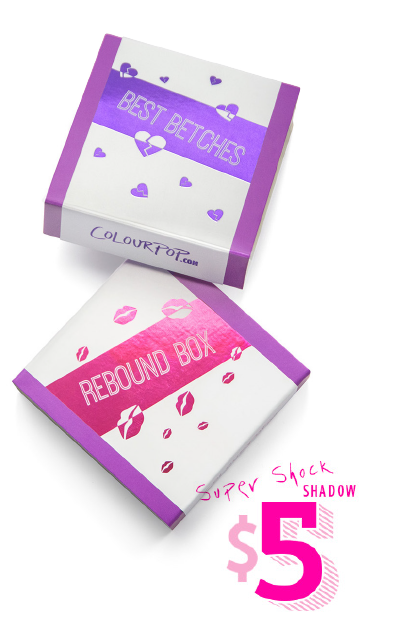 BEST BETCHES
COLOURPOP.COM
REBOUND BOX
Super Shock
SHADOW
$5